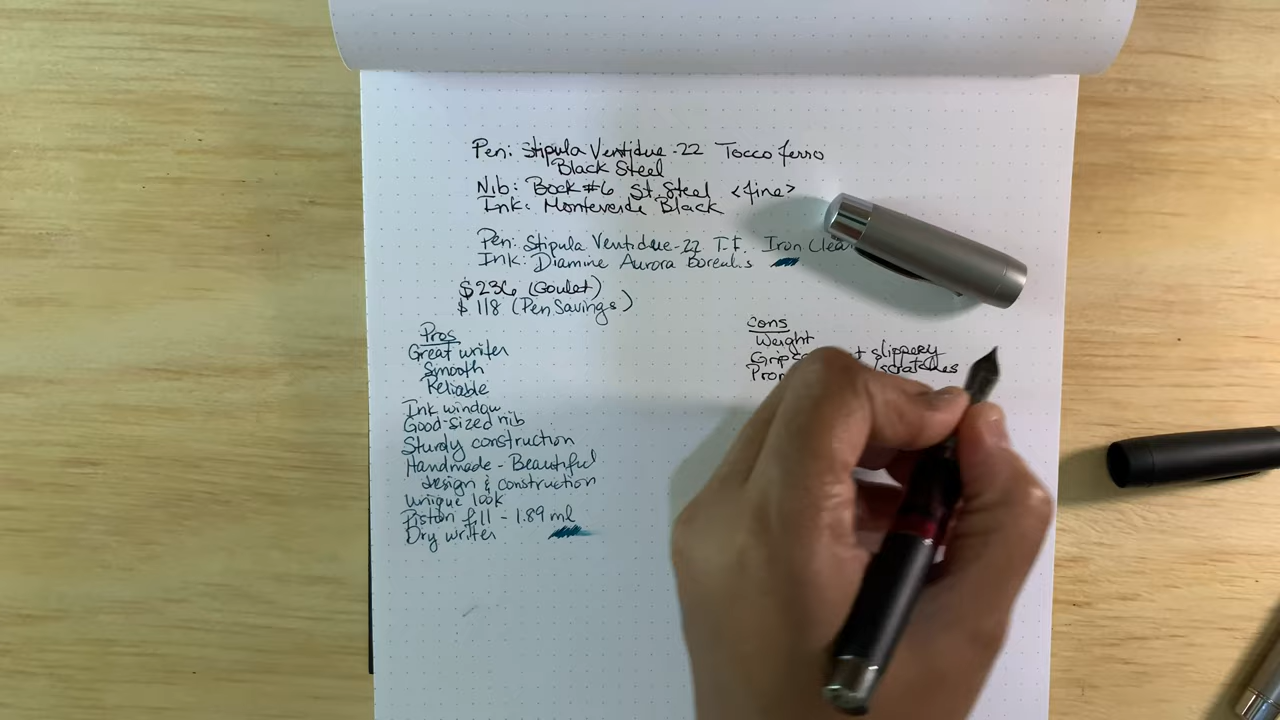 Pen: Stipula Ventidue-22 Tocco ferro
Black Steel
Nib: Bock #6 St. Steel <fine>
Ink: Monteverde Black
Pen: Stipula Ventidue-22 T.F. Iron Clear
Ink: Diamine Aurora Borealis
$236 (Goulet)
$118 (Pen Savings)
Pros
Great writer
Smooth
Reliable
Ink window
Good-sized nib
Sturdy construction
Handmade - Beautiful
design & construction
Unique look
Piston fill - 1.89 ml
Dry writer
Cons
Weight
Grip slippery
/scratches